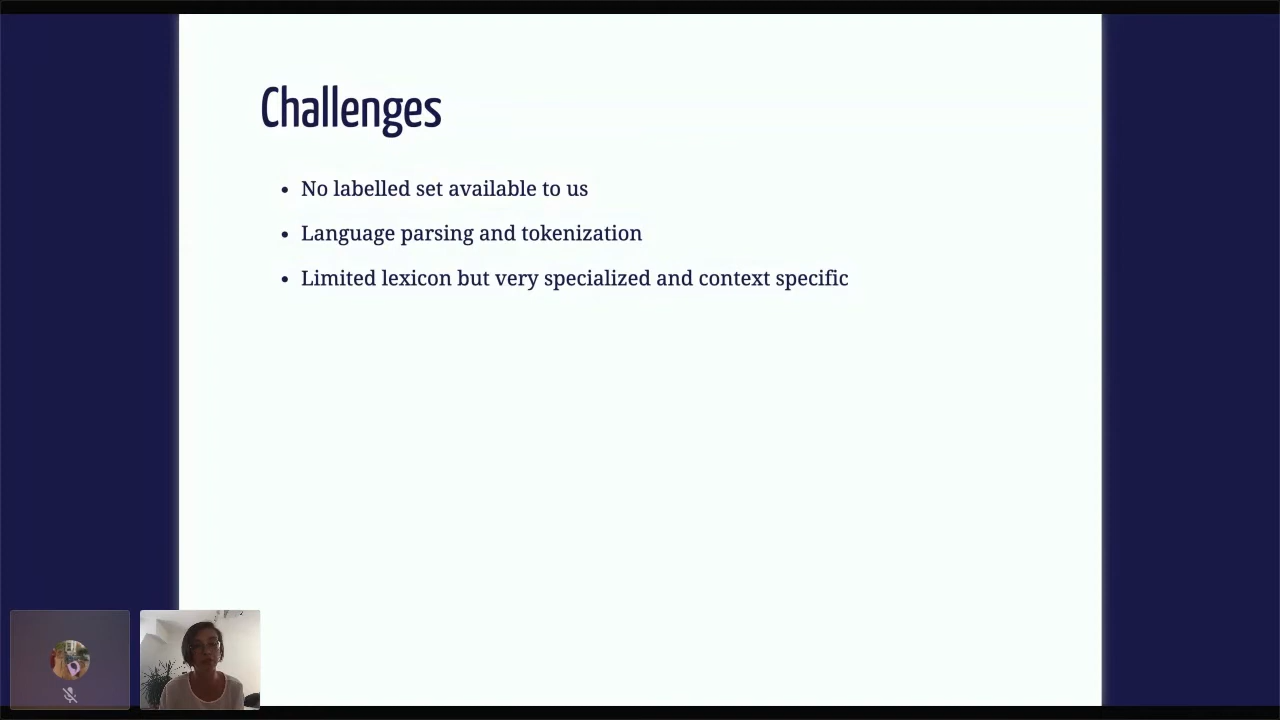 Challenges
No labelled set available to us
Language parsing and tokenization
Limited lexicon but very specialized and context specific